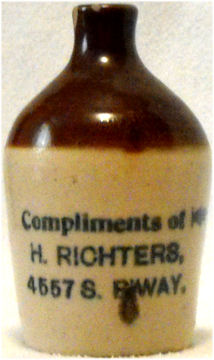 Compliments of
H. RICHTERS,
4557 S. B'WAY.